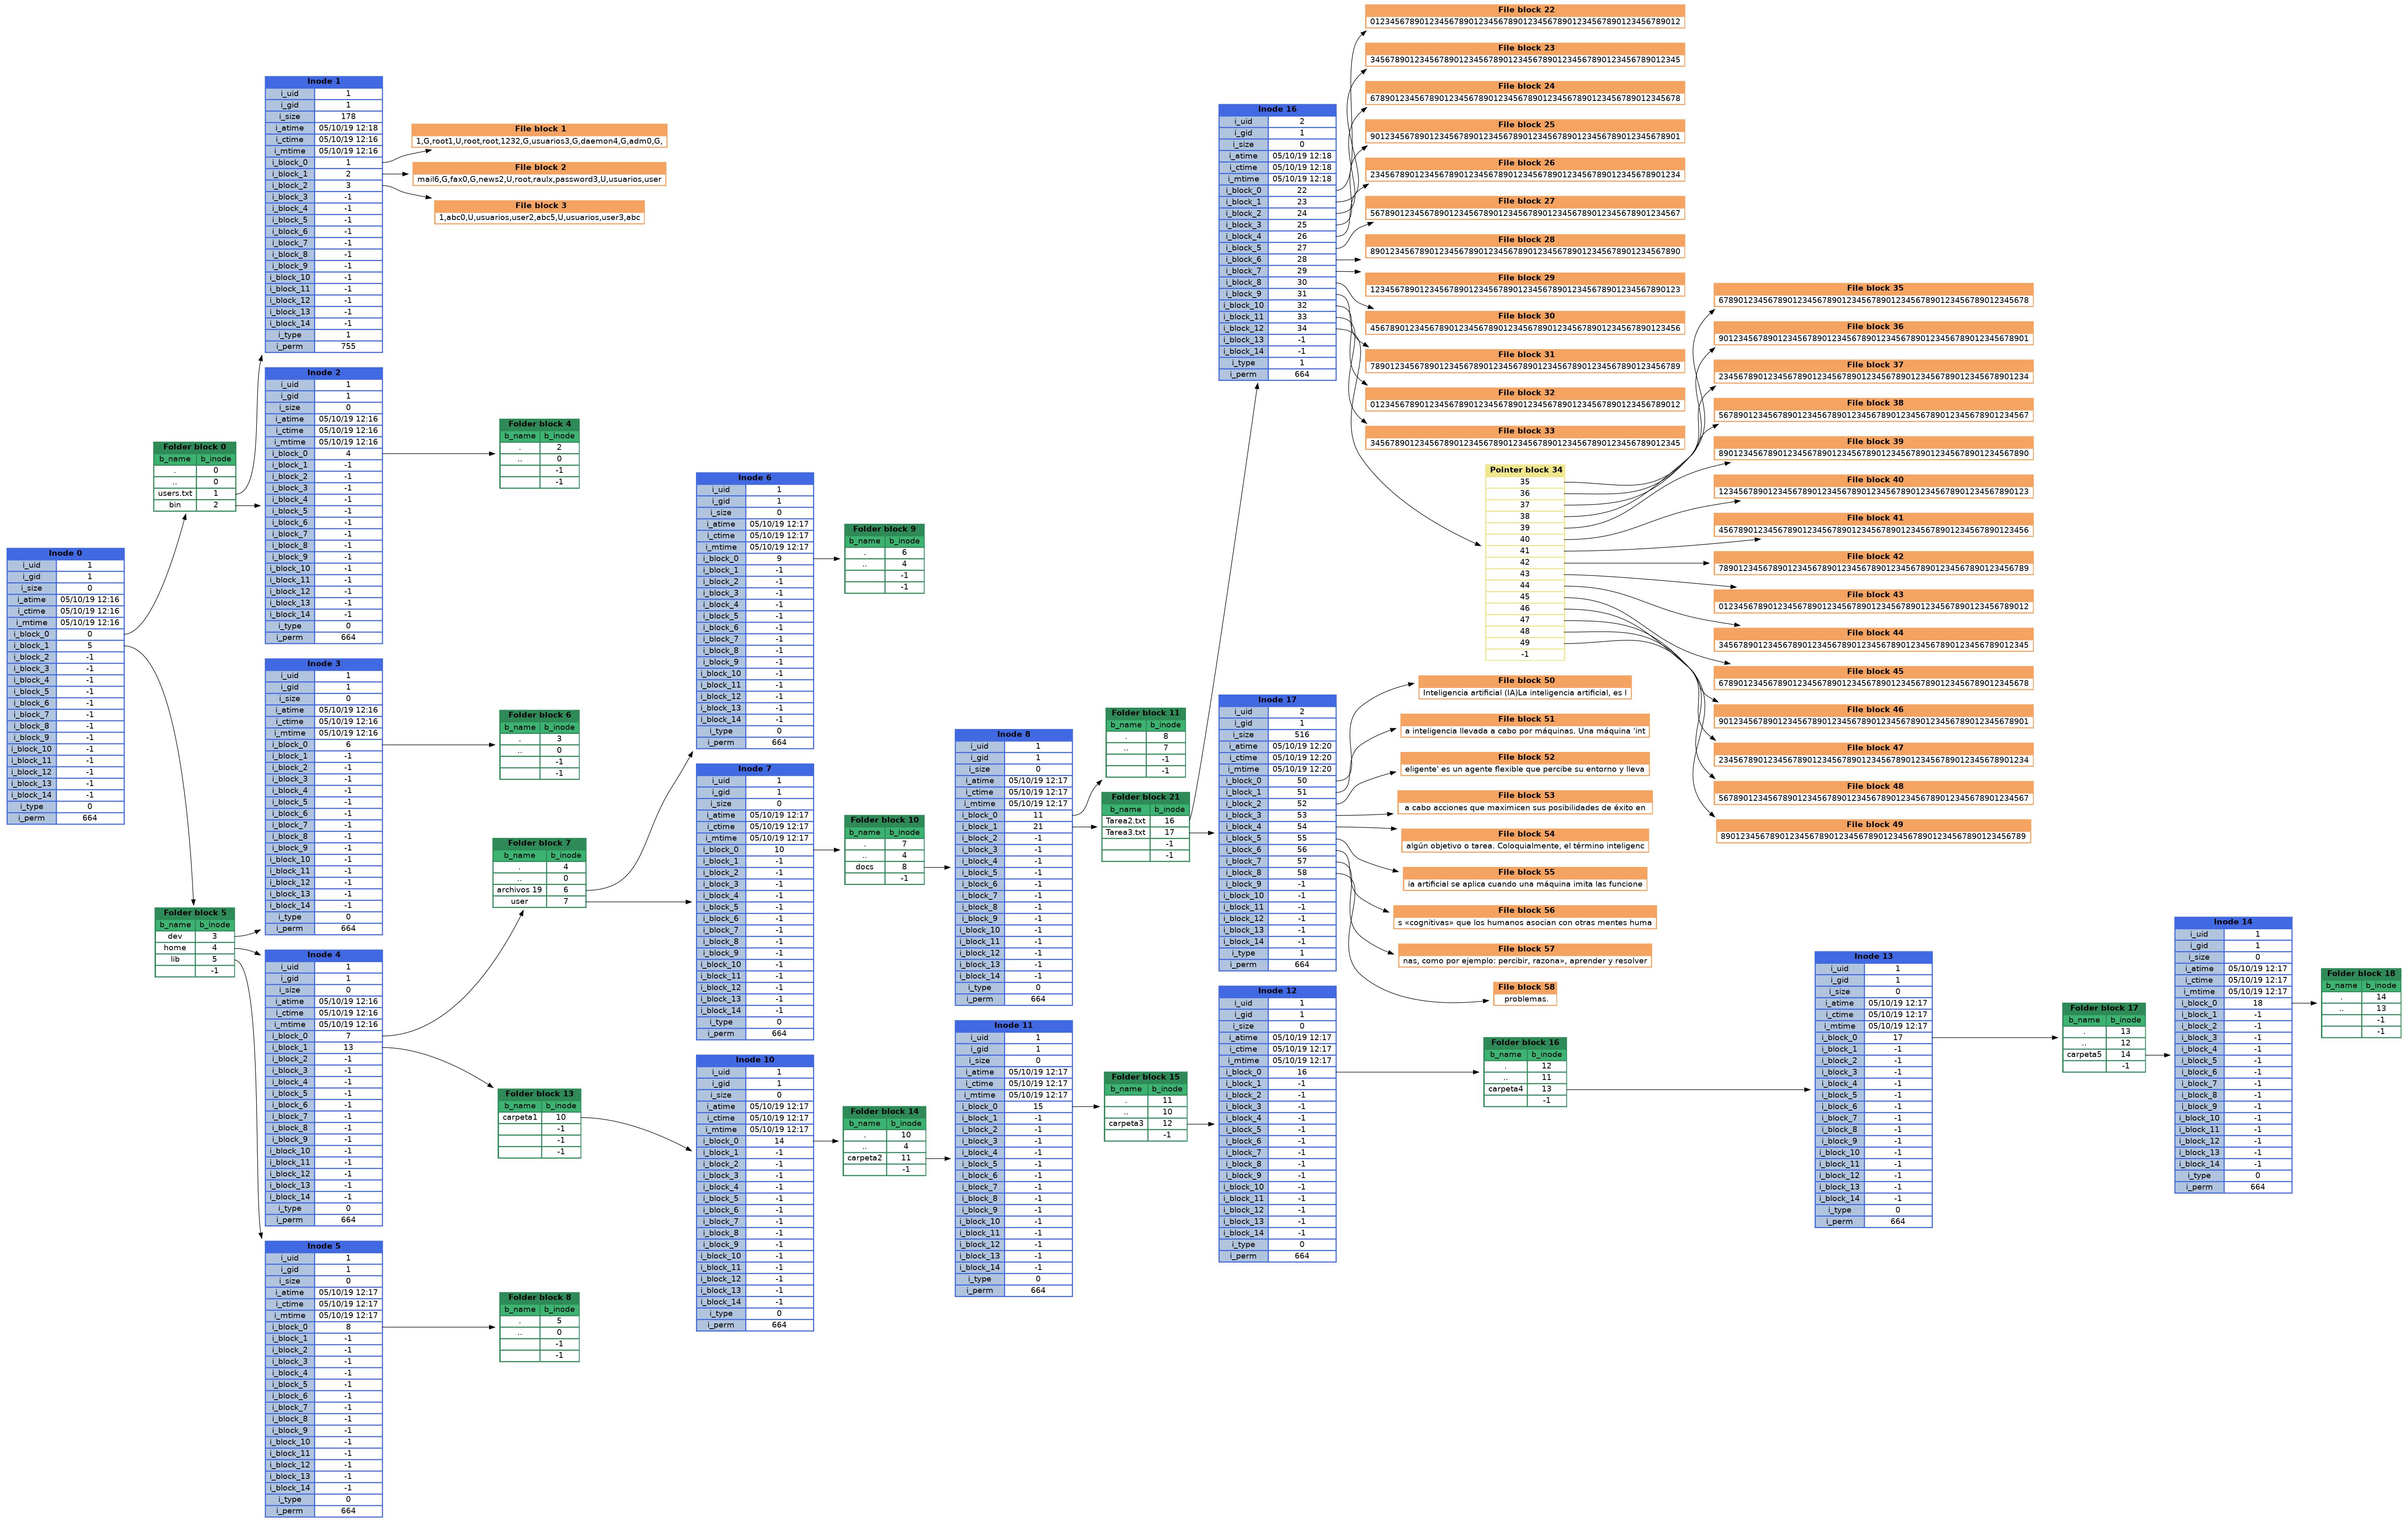 Inode 0
i_uid 1
i_gid 1
i_size 0
i_atime 05/10/19 12:16
i_ctime 05/10/19 12:16
i_mtime 05/10/19 12:16
i_block_0 0
i_block_1 5
i_block_2 -1
i_block_3 -1
i_block_4 -1
i_block_5 -1
i_block_6 -1
i_block_7 -1
i_block_8 -1
i_block_9 -1
i_block_10 -1
i_block_11 -1
i_block_12 -1
i_block_13 -1
i_block_14 -1
i_type 0
i_perm 664
Folder block 0
b_name b_inode
. 0
.. 0
users.txt 1
bin 2
Folder block 5
b_name b_inode
dev 3
home 4
lib 5
-1
Inode 1
i_uid 1
i_gid 1
i_size 178
i_atime 05/10/19 12:18
i_ctime 05/10/19 12:16
i_mtime 05/10/19 12:16
i_block_0 1
i_block_1 2
i_block_2 3
i_block_3 -1
i_block_4 -1
i_block_5 -1
i_block_6 -1
i_block_7 -1
i_block_8 -1
i_block_9 -1
i_block_10 -1
i_block_11 -1
i_block_12 -1
i_block_13 -1
i_block_14 -1
i_type 1
i_perm 755
File block 1
1,G,root1,U,root,root,1232,G,usuarios3,G,daemon4,G,adm0,G,
File block 2
mail6,G,fax0,G,news2,U,root,raulx,password3,U,usuarios,user
File block 3
1,abc0,U,usuarios,user2,abc5,U,usuarios,user3,abc
Inode 2
i_uid 1
i_gid 1
i_size 0
i_atime 05/10/19 12:16
i_ctime 05/10/19 12:16
i_mtime 05/10/19 12:16
i_block_0 4
i_block_1 -1
i_block_2 -1
i_block_3 -1
i_block_4 -1
i_block_5 -1
i_block_6 -1
i_block_7 -1
i_block_8 -1
i_block_9 -1
i_block_10 -1
i_block_11 -1
i_block_12 -1
i_block_13 -1
i_block_14 -1
i_type 0
i_perm 664
Folder block 4
b_name b_inode
. 2
.. 0
-1
-1
Inode 3
i_uid 1
i_gid 1
i_size 0
i_atime 05/10/19 12:16
i_ctime 05/10/19 12:16
i_mtime 05/10/19 12:16
i_block_0 6
i_block_1 -1
i_block_2 -1
i_block_3 -1
i_block_4 -1
i_block_5 -1
i_block_6 -1
i_block_7 -1
i_block_8 -1
i_block_9 -1
i_block_10 -1
i_block_11 -1
i_block_12 -1
i_block_13 -1
i_block_14 -1
i_type 0
i_perm 664
Folder block 6
b_name b_inode
. 3
.. 0
-1
-1
Inode 4
i_uid 1
i_gid 1
i_size 0
i_atime 05/10/19 12:16
i_ctime 05/10/19 12:16
i_mtime 05/10/19 12:16
i_block_0 7
i_block_1 13
i_block_2 -1
i_block_3 -1
i_block_4 -1
i_block_5 -1
i_block_6 -1
i_block_7 -1
i_block_8 -1
i_block_9 -1
i_block_10 -1
i_block_11 -1
i_block_12 -1
i_block_13 -1
i_block_14 -1
i_type 0
i_perm 664
Folder block 7
b_name b_inode
. 4
.. 0
archivos 19 6
user 7
Folder block 13
b_name b_inode
carpeta1 10
-1
-1
-1
Inode 5
i_uid 1
i_gid 1
i_size 0
i_atime 05/10/19 12:17
i_ctime 05/10/19 12:17
i_mtime 05/10/19 12:17
i_block_0 8
i_block_1 -1
i_block_2 -1
i_block_3 -1
i_block_4 -1
i_block_5 -1
i_block_6 -1
i_block_7 -1
i_block_8 -1
i_block_9 -1
i_block_10 -1
i_block_11 -1
i_block_12 -1
i_block_13 -1
i_block_14 -1
i_type 0
i_perm 664
Folder block 8
b_name b_inode
. 5
.. 0
-1
-1
Inode 6
i_uid 1
i_gid 1
i_size 0
i_atime 05/10/19 12:17
i_ctime 05/10/19 12:17
i_mtime 05/10/19 12:17
i_block_0 9
i_block_1 -1
i_block_2 -1
i_block_3 -1
i_block_4 -1
i_block_5 -1
i_block_6 -1
i_block_7 -1
i_block_8 -1
i_block_9 -1
i_block_10 -1
i_block_11 -1
i_block_12 -1
i_block_13 -1
i_block_14 -1
i_type 0
i_perm 664
Folder block 9
b_name b_inode
. 6
.. 4
-1
-1
Inode 7
i_uid 1
i_gid 1
i_size 0
i_atime 05/10/19 12:17
i_ctime 05/10/19 12:17
i_mtime 05/10/19 12:17
i_block_0 10
i_block_1 -1
i_block_2 -1
i_block_3 -1
i_block_4 -1
i_block_5 -1
i_block_6 -1
i_block_7 -1
i_block_8 -1
i_block_9 -1
i_block_10 -1
i_block_11 -1
i_block_12 -1
i_block_13 -1
i_block_14 -1
i_type 0
i_perm 664
Folder block 10
b_name b_inode
. 7
.. 4
docs 8
-1
Inode 10
i_uid 1
i_gid 1
i_size 0
i_atime 05/10/19 12:17
i_ctime 05/10/19 12:17
i_mtime 05/10/19 12:17
i_block_0 14
i_block_1 -1
i_block_2 -1
i_block_3 -1
i_block_4 -1
i_block_5 -1
i_block_6 -1
i_block_7 -1
i_block_8 -1
i_block_9 -1
i_block_10 -1
i_block_11 -1
i_block_12 -1
i_block_13 -1
i_block_14 -1
i_type 0
i_perm 664
Folder block 14
b_name b_inode
. 10
.. 4
carpeta2 11
-1
Inode 8
i_uid 1
i_gid 1
i_size 0
i_atime 05/10/19 12:17
i_ctime 05/10/19 12:17
i_mtime 05/10/19 12:17
i_block_0 11
i_block_1 21
i_block_2 -1
i_block_3 -1
i_block_4 -1
i_block_5 -1
i_block_6 -1
i_block_7 -1
i_block_8 -1
i_block_9 -1
i_block_10 -1
i_block_11 -1
i_block_12 -1
i_block_13 -1
i_block_14 -1
i_type 0
i_perm 664
Folder block 11
b_name b_inode
. 8
.. 7
-1
-1
Folder block 21
b_name b_inode
Tarea2.txt 16
Tarea3.txt 17
-1
-1
Inode 11
i_uid 1
i_gid 1
i_size 0
i_atime 05/10/19 12:17
i_ctime 05/10/19 12:17
i_mtime 05/10/19 12:17
i_block_0 15
i_block_1 -1
i_block_2 -1
i_block_3 -1
i_block_4 -1
i_block_5 -1
i_block_6 -1
i_block_7 -1
i_block_8 -1
i_block_9 -1
i_block_10 -1
i_block_11 -1
i_block_12 -1
i_block_13 -1
i_block_14 -1
i_type 0
i_perm 664
Folder block 15
b_name b_inode
. 11
.. 10
carpeta3 12
-1
Inode 16
i_uid 2
i_gid 1
i_size 0
i_atime 05/10/19 12:18
i_ctime 05/10/19 12:18
i_mtime 05/10/19 12:18
i_block_0 22
i_block_1 23
i_block_2 24
i_block_3 25
i_block_4 26
i_block_5 27
i_block_6 28
i_block_7 29
i_block_8 30
i_block_9 31
i_block_10 32
i_block_11 33
i_block_12 34
i_block_13 -1
i_block_14 -1
i_type 1
i_perm 664
File block 22
012345678901234567890123456789012345678901234567890123456789012
File block 23
345678901234567890123456789012345678901234567890123456789012345
File block 24
678901234567890123456789012345678901234567890123456789012345678
File block 25
901234567890123456789012345678901234567890123456789012345678901
File block 26
234567890123456789012345678901234567890123456789012345678901234
File block 27
567890123456789012345678901234567890123456789012345678901234567
File block 28
890123456789012345678901234567890123456789012345678901234567890
File block 29
123456789012345678901234567890123456789012345678901234567890123
File block 30
456789012345678901234567890123456789012345678901234567890123456
File block 31
789012345678901234567890123456789012345678901234567890123456789
File block 32
012345678901234567890123456789012345678901234567890123456789012
File block 33
345678901234567890123456789012345678901234567890123456789012345
Pointer block 34
35
36
37
38
39
40
41
42
43
44
45
46
47
48
49
-1
File block 35
678901234567890123456789012345678901234567890123456789012345678
File block 36
901234567890123456789012345678901234567890123456789012345678901
File block 37
234567890123456789012345678901234567890123456789012345678901234
File block 38
567890123456789012345678901234567890123456789012345678901234567
File block 39
890123456789012345678901234567890123456789012345678901234567890
File block 40
123456789012345678901234567890123456789012345678901234567890123
File block 41
456789012345678901234567890123456789012345678901234567890123456
File block 42
789012345678901234567890123456789012345678901234567890123456789
File block 43
012345678901234567890123456789012345678901234567890123456789012
File block 44
345678901234567890123456789012345678901234567890123456789012345
File block 45
678901234567890123456789012345678901234567890123456789012345678
File block 46
901234567890123456789012345678901234567890123456789012345678901
File block 47
234567890123456789012345678901234567890123456789012345678901234
File block 48
567890123456789012345678901234567890123456789012345678901234567
File block 49
89012345678901234567890123456789012345678901234567890123456789
Inode 17
i_uid 2
i_gid 1
i_size 516
i_atime 05/10/19 12:20
i_ctime 05/10/19 12:20
i_mtime 05/10/19 12:20
i_block_0 50
i_block_1 51
i_block_2 52
i_block_3 53
i_block_4 54
i_block_5 55
i_block_6 56
i_block_7 57
i_block_8 58
i_block_9 -1
i_block_10 -1
i_block_11 -1
i_block_12 -1
i_block_13 -1
i_block_14 -1
i_type 1
i_perm 664
File block 50
Inteligencia artificial (IA)La inteligencia artificial, es l
File block 51
a inteligencia llevada a cabo por máquinas. Una máquina 'int
File block 52
eligente' es un agente flexible que percibe su entorno y lleva
File block 53
a cabo acciones que maximicen sus posibilidades de éxito en
File block 54
algún objetivo o tarea. Coloquialmente, el término inteligenc
File block 55
ia artificial se aplica cuando una máquina imita las funcione
File block 56
s «cognitivas» que los humanos asocian con otras mentes huma
File block 57
nas, como por ejemplo: percibir, razona», aprender y resolver
File block 58
problemas.
Inode 12
i_uid 1
i_gid 1
i_size 0
i_atime 05/10/19 12:17
i_ctime 05/10/19 12:17
i_mtime 05/10/19 12:17
i_block_0 16
i_block_1 -1
i_block_2 -1
i_block_3 -1
i_block_4 -1
i_block_5 -1
i_block_6 -1
i_block_7 -1
i_block_8 -1
i_block_9 -1
i_block_10 -1
i_block_11 -1
i_block_12 -1
i_block_13 -1
i_block_14 -1
i_type 0
i_perm 664
Folder block 16
b_name b_inode
. 12
.. 11
carpeta4 13
-1
Inode 13
i_uid 1
i_gid 1
i_size 0
i_atime 05/10/19 12:17
i_ctime 05/10/19 12:17
i_mtime 05/10/19 12:17
i_block_0 17
i_block_1 -1
i_block_2 -1
i_block_3 -1
i_block_4 -1
i_block_5 -1
i_block_6 -1
i_block_7 -1
i_block_8 -1
i_block_9 -1
i_block_10 -1
i_block_11 -1
i_block_12 -1
i_block_13 -1
i_block_14 -1
i_type 0
i_perm 664
Folder block 17
b_name b_inode
. 13
.. 12
carpeta5 14
-1
Inode 14
i_uid 1
i_gid 1
i_size 0
i_atime 05/10/19 12:17
i_ctime 05/10/19 12:17
i_mtime 05/10/19 12:17
i_block_0 18
i_block_1 -1
i_block_2 -1
i_block_3 -1
i_block_4 -1
i_block_5 -1
i_block_6 -1
i_block_7 -1
i_block_8 -1
i_block_9 -1
i_block_10 -1
i_block_11 -1
i_block_12 -1
i_block_13 -1
i_block_14 -1
i_type 0
i_perm 664
Folder block 18
b_name b_inode
. 14
.. 13
-1
-1